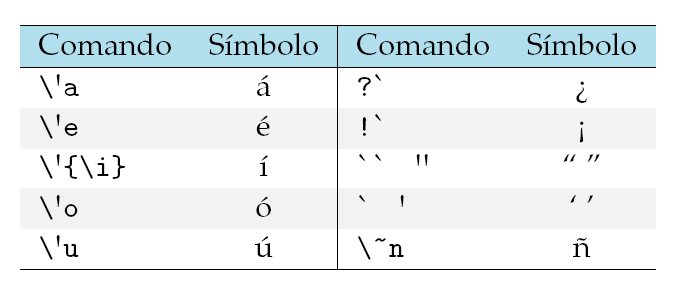 Comando Símbolo Comando Símbolo
\'a á ?` ¿
\'e é !` ¡
\'{\i} í `` '' “ ”
\'o ó ` ' ‘ ’
\'u ú \~n ñ